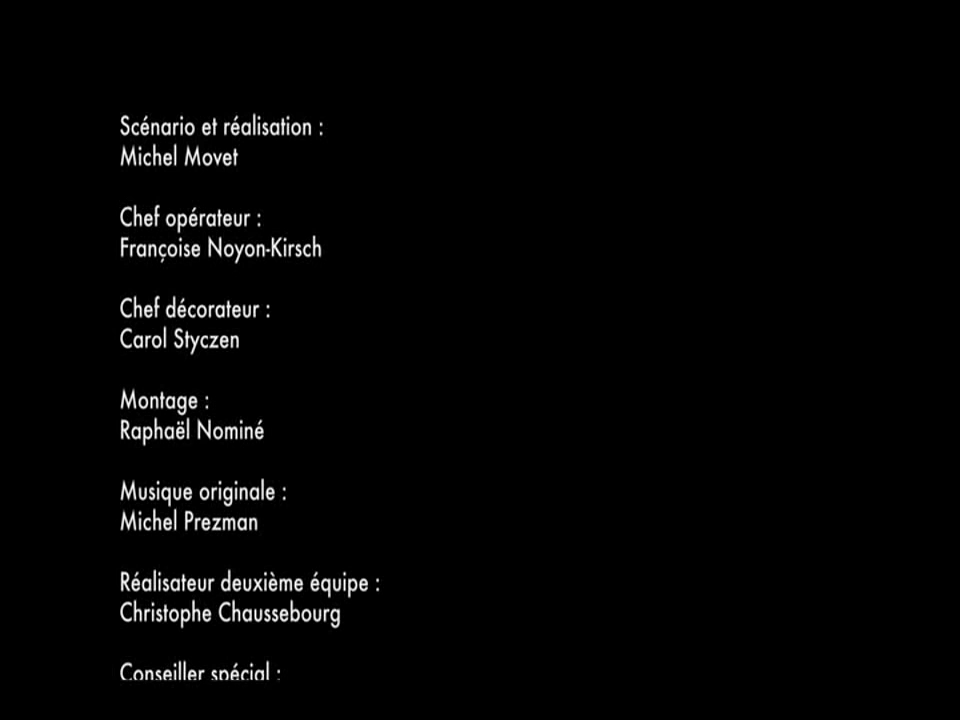 Scénario et réalisation :
Michel Movet
Chef opérateur :
Françoise Noyon-Kirsch
Chef décorateur :
Carol Styczen
Montage :
Raphaël Nominé
Musique originale :
Michel Prezman
Réalisateur deuxième équipe :
Christophe Chaussebourg
Conseiller spécial :